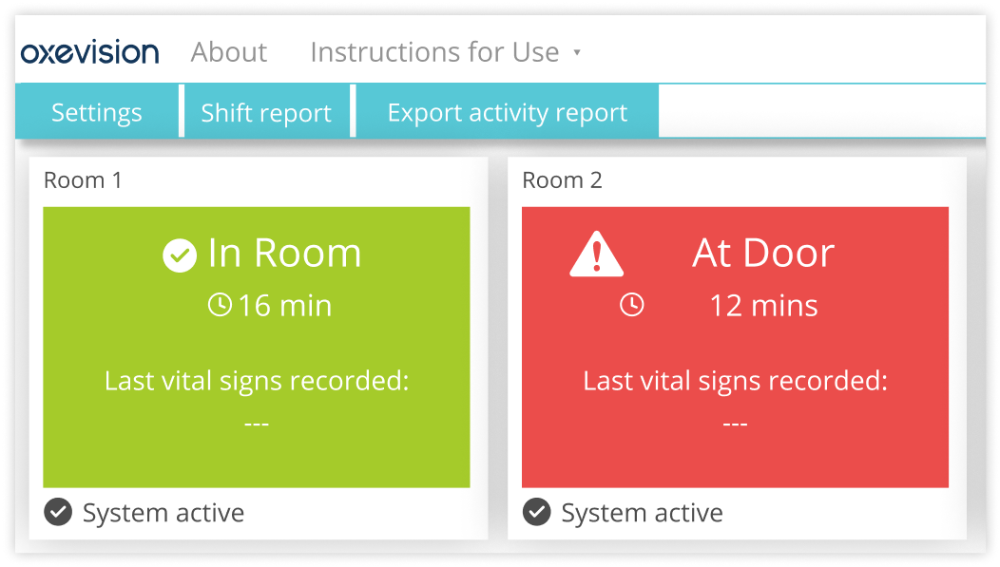 oxevision About Instructions for Use
Settings Shift report Export activity report
Room 1
In Room
16 min
Last vital signs recorded:
---
System active
Room 2
At Door
12 mins
Last vital signs recorded:
---
System active